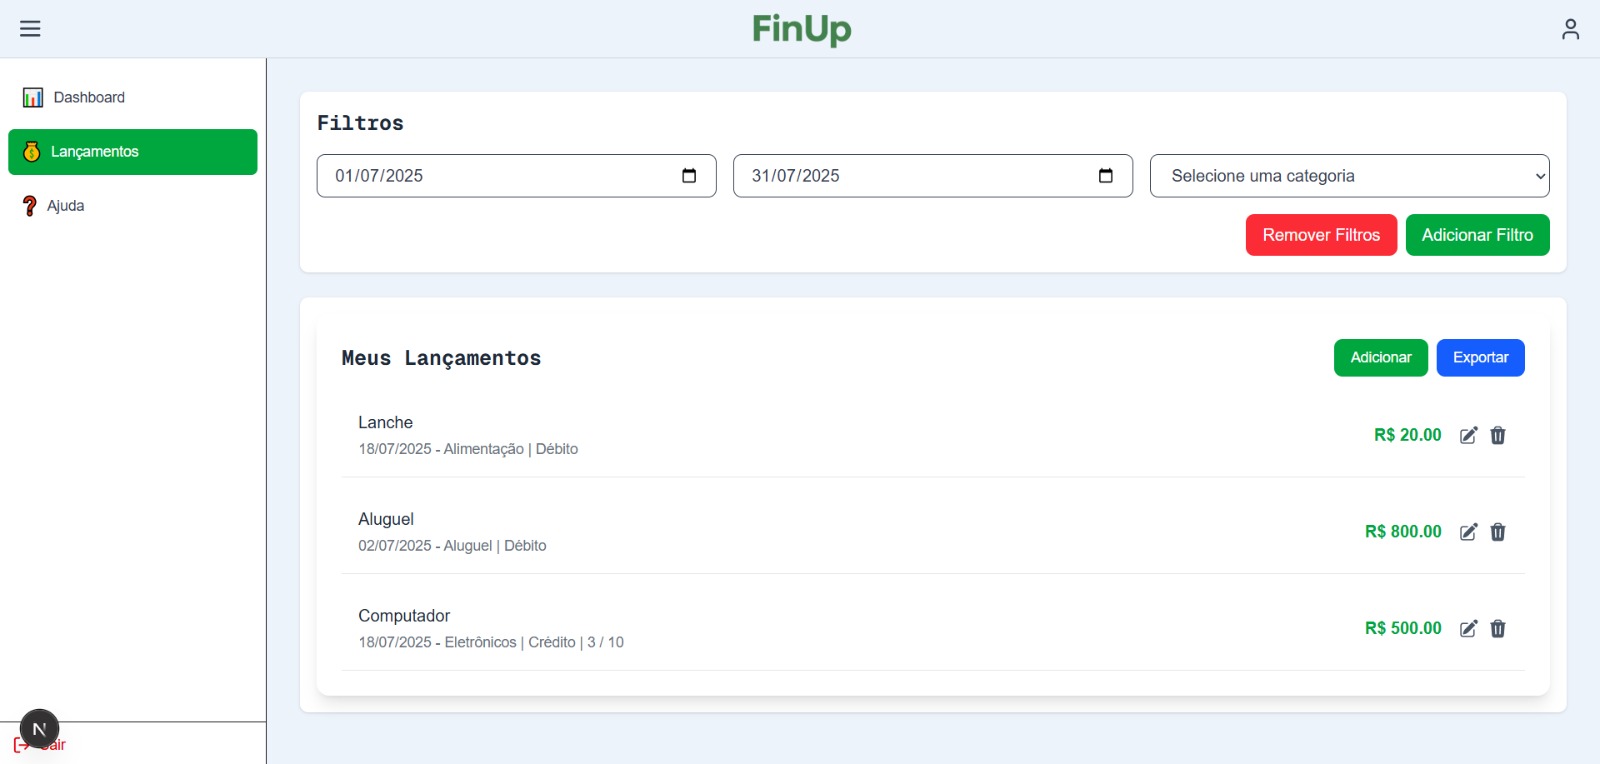 FinUp
Dashboard
Lançamentos
Ajuda
Filtros
01/07/2025
31/07/2025
Selecione uma categoria
Remover Filtros
Adicionar Filtro
Meus Lançamentos
Adicionar
Exportar
Lanche
18/07/2025 - Alimentação | Débito
R$ 20.00
Aluguel
02/07/2025 - Aluguel | Débito
R$ 800.00
Computador
18/07/2025 - Eletrônicos | Crédito | 3 / 10
R$ 500.00
N
air